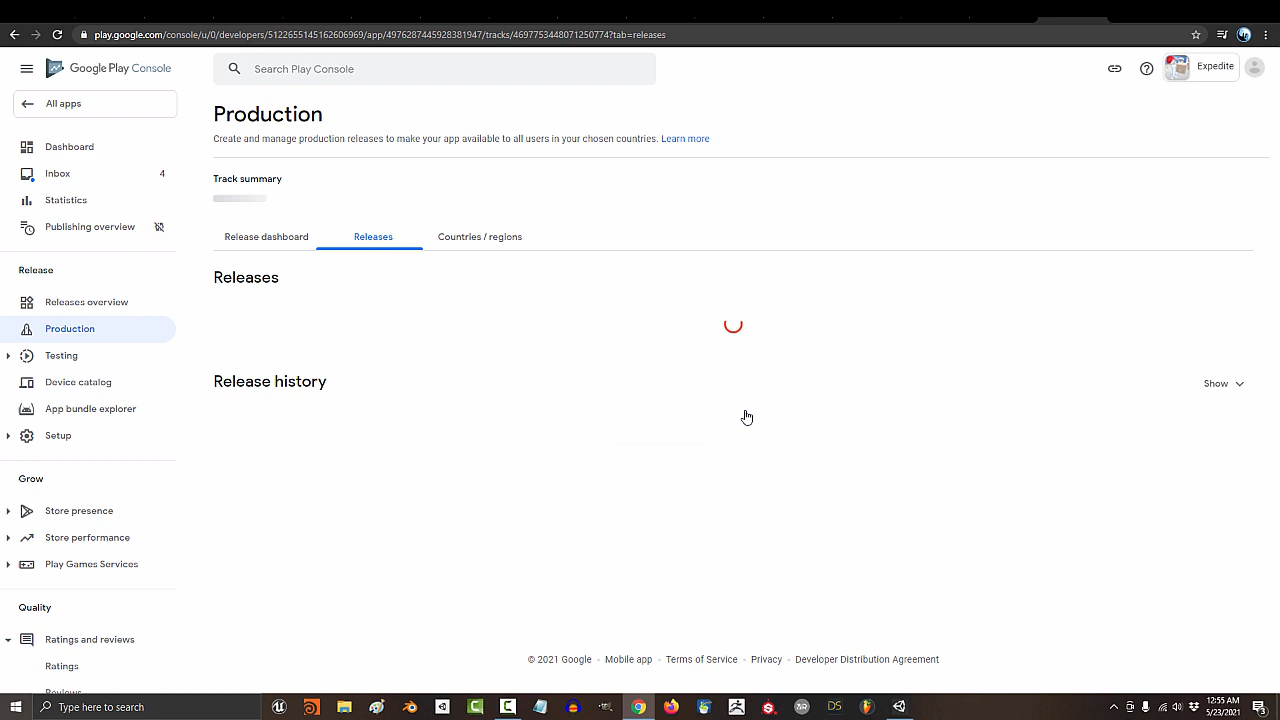 play.google.com/console/u/0/developers/5122655145162606969/app/4976287445928381947/tracks/4697753448071250774?tab=releases
Google Play Console
Search Play Console
Expedite
All apps
Production
Create and manage production releases to make your app available to all users in your chosen countries. Learn more
Dashboard
Inbox 4
Statistics
Publishing overview
Track summary
Release dashboard Releases Countries / regions
Release
Releases
Releases overview
Production
Testing
Device catalog
App bundle explorer
Setup
Release history Show
Grow
Store presence
Store performance
Play Games Services
Quality
Ratings and reviews
Ratings
Reviews
© 2021 Google · Mobile app · Terms of Service · Privacy · Developer Distribution Agreement
Type here to search
DS
12:55 AM
5/23/2021
3